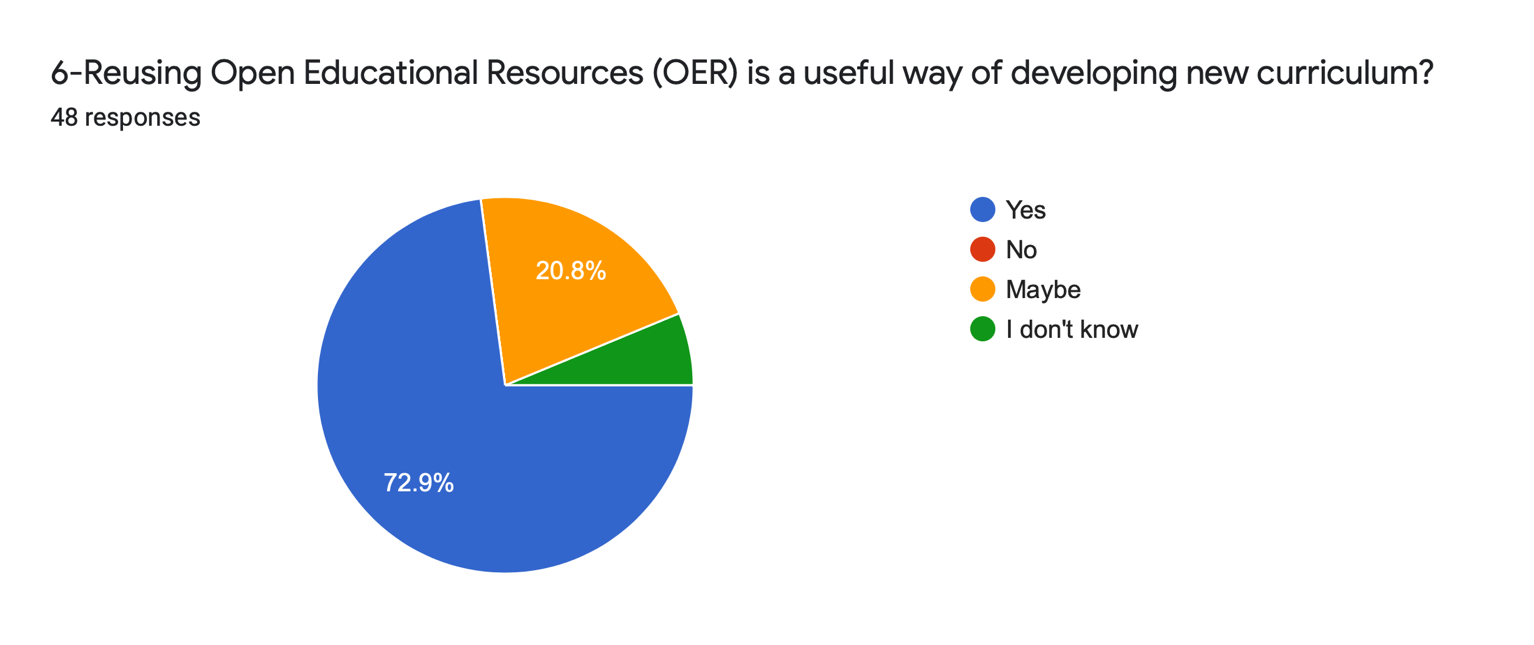 6-Reusing Open Educational Resources (OER) is a useful way of developing new curriculum?
48 responses
Yes
No
Maybe
I don't know
20.8%
72.9%